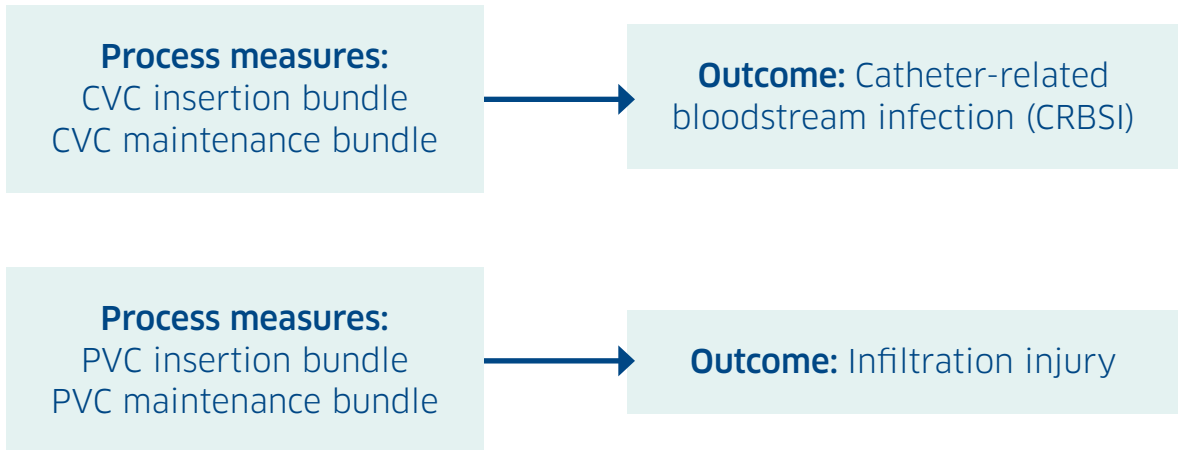 Process measures:
CVC insertion bundle
CVC maintenance bundle
Outcome: Catheter-related
bloodstream infection (CRBSI)
Process measures:
PVC insertion bundle
PVC maintenance bundle
Outcome: Infiltration injury